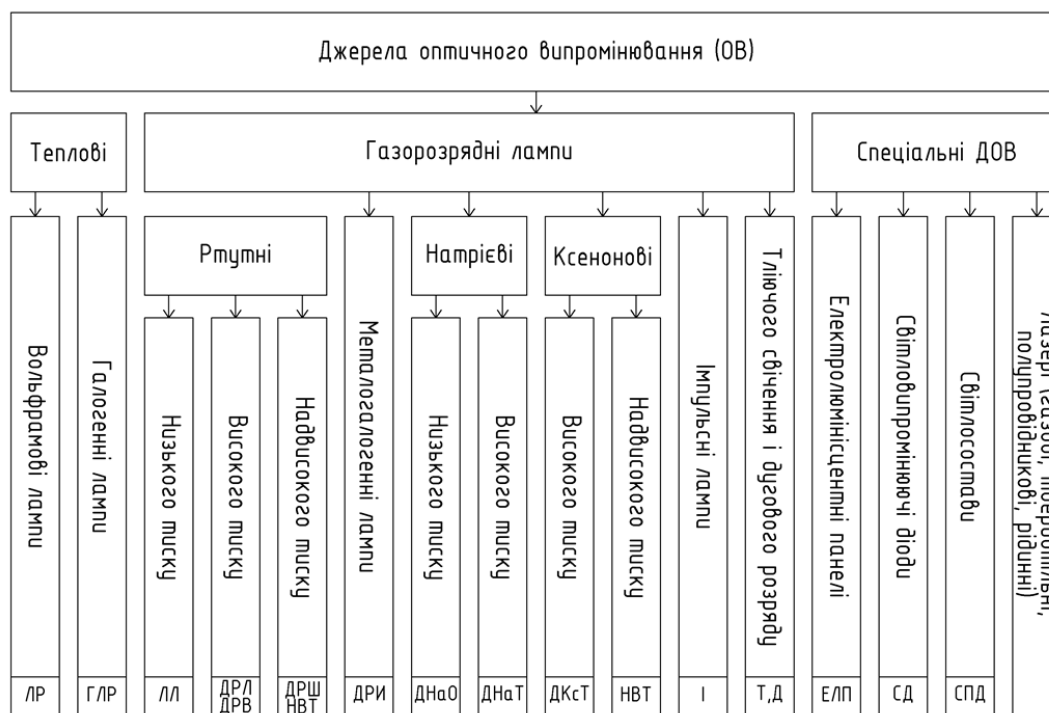 Джерела оптичного випромінювання (ОВ)
Теплові
Газорозрядні лампи
Спеціальні ДОВ
Ртутні
Натрієві
Ксенонові
Вольфрамові лампи
Галогенні лампи
Низького тиску
Високого тиску
Надвисокого тиску
Металогалогенні лампи
Низького тиску
Високого тиску
Високого тиску
Надвисокого тиску
Імпульсні лампи
Тліючого свічення і дугового розряду
Електролюмінісцентні панелі
Світловипромінюючі діоди
Світлосостави
полупровідникові, рідинні)
ЛР
ГЛР
ЛЛ
ДРЛ
ДРВ
ДРШ
НВТ
ДРИ
ДНаО
ДНаТ
ДКсТ
НВТ
І
Т,Д
ЕЛП
СД
СПД